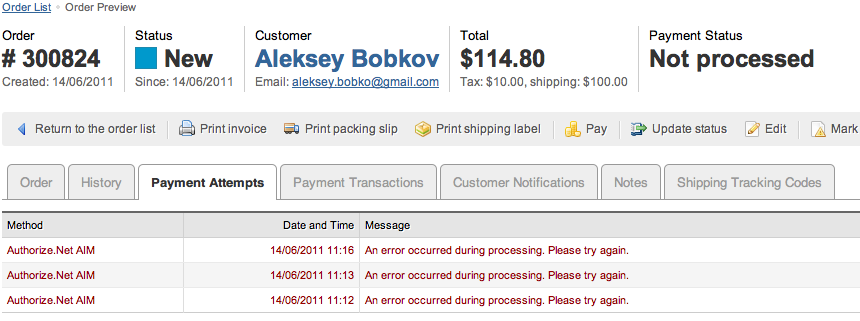 Order List • Order Preview
Order Status Customer Total Payment Status
# 300824 New Aleksey Bobkov $114.80 Not processed
Created: 14/06/2011 Since: 14/06/2011 Email: aleksey.bobko@gmail.com Tax: $10.00, shipping: $100.00
Return to the order list Print invoice Print packing slip Print shipping label Pay Update status Edit Mark
Order History Payment Attempts Payment Transactions Customer Notifications Notes Shipping Tracking Codes
Method Date and Time Message
Authorize.Net AIM 14/06/2011 11:16 An error occurred during processing. Please try again.
Authorize.Net AIM 14/06/2011 11:13 An error occurred during processing. Please try again.
Authorize.Net AIM 14/06/2011 11:12 An error occurred during processing. Please try again.